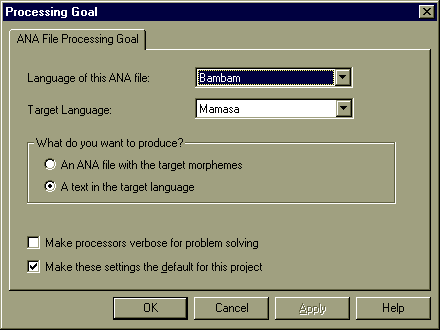 Processing Goal
ANA File Processing Goal
Language of this ANA file: Bambam
Target Language: Mamasa
What do you want to produce?
An ANA file with the target morphemes
A text in the target language
Make processors verbose for problem solving
Make these settings the default for this project
OK Cancel Apply Help